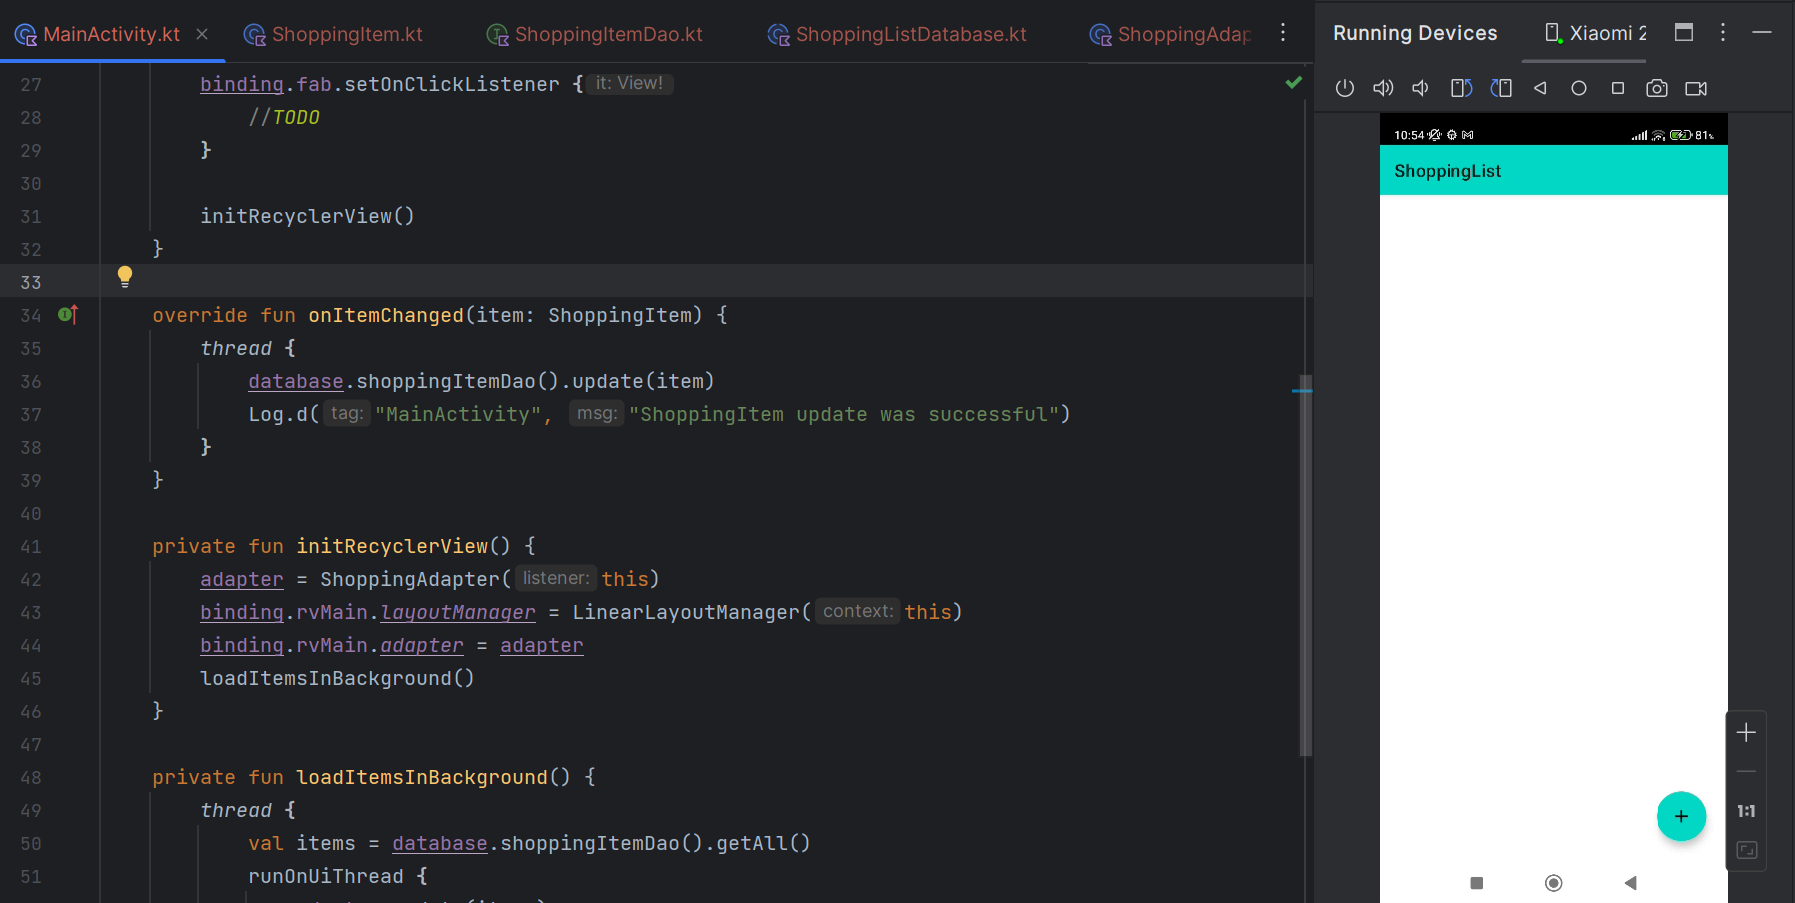 MainActivity.kt ShoppingItem.kt ShoppingItemDao.kt ShoppingListDatabase.kt ShoppingAdap
Running Devices Xiaomi 2
27 binding.fab.setOnClickListener { it: View!
28 //TODO
29 }
30
31 initRecyclerView()
32 }
33
34 override fun onItemChanged(item: ShoppingItem) {
35 thread {
36 database.shoppingItemDao().update(item)
37 Log.d( tag: "MainActivity", msg: "ShoppingItem update was successful")
38 }
39 }
40
41 private fun initRecyclerView() {
42 adapter = ShoppingAdapter( listener: this)
43 binding.rvMain.layoutManager = LinearLayoutManager( context: this)
44 binding.rvMain.adapter = adapter
45 loadItemsInBackground()
46 }
47
48 private fun loadItemsInBackground() {
49 thread {
50 val items = database.shoppingItemDao().getAll()
51 runOnUiThread {
10:54 81%
ShoppingList
+
1:1